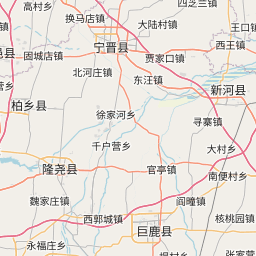 高村乡
四芝兰镇
换马店镇
大陆村镇
王口镇
宁晋县
西王镇
固城店镇
贾家口镇
北河庄镇
东汪镇
新河县
柏乡县
徐家河乡
寻寨镇
千户营乡
大村乡
隆尧县
官亭镇
南便村乡
魏家庄镇
阎疃镇
西郭城镇
核桃园镇
巨鹿县
永福庄乡